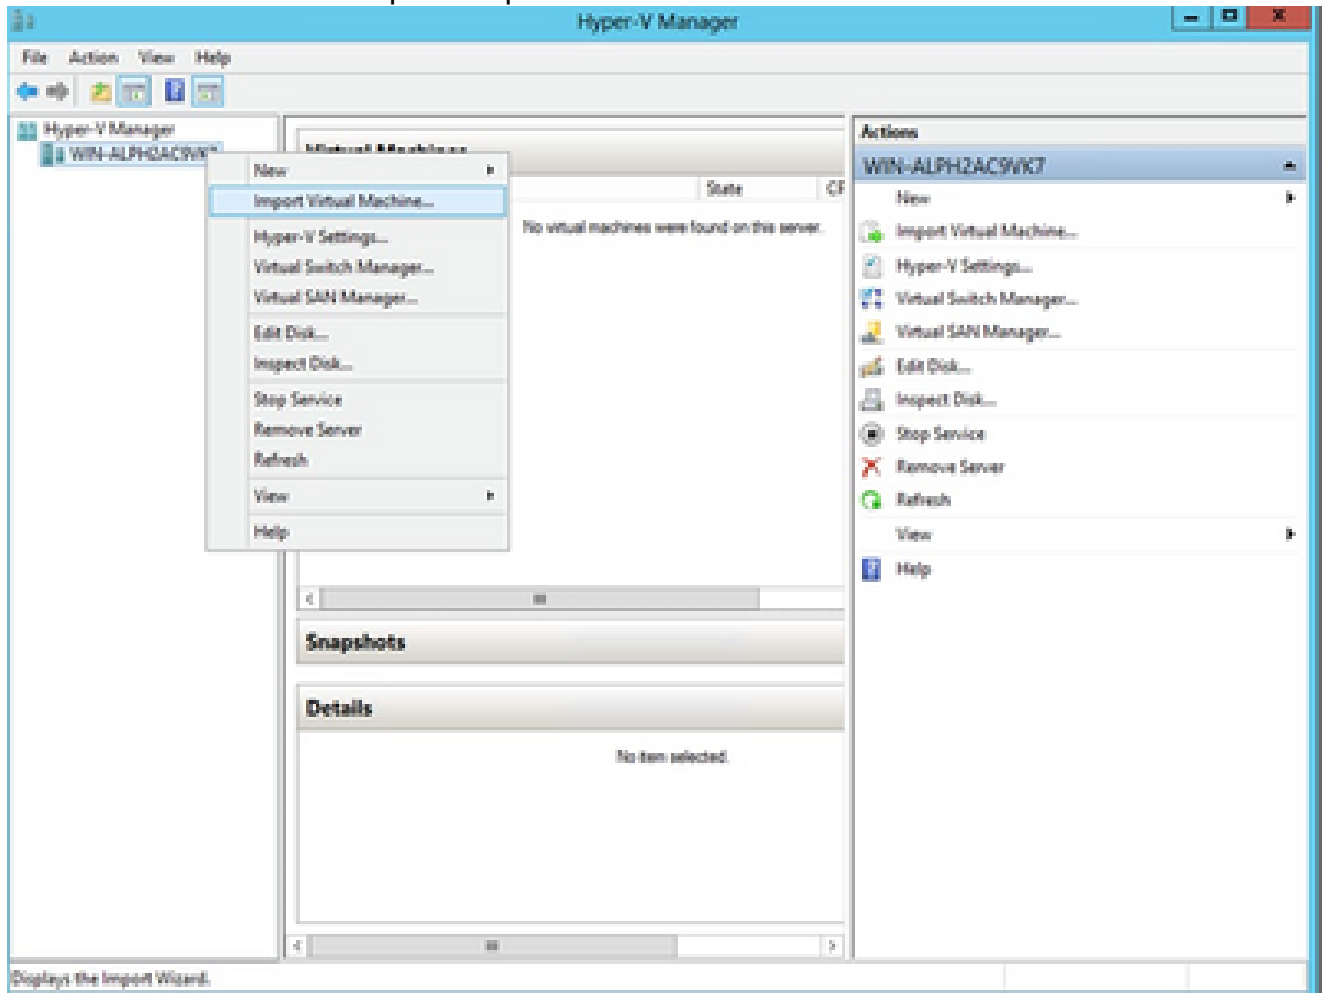 Hyper-V Manager
File Action View Help
Hyper-V Manager
WIN-ALPH2AC9VK7
New
Import Virtual Machine...
Hyper-V Settings...
Virtual Switch Manager...
Virtual SAN Manager...
Edit Disk...
Inspect Disk...
Stop Service
Remove Server
Refresh
View
Help
Virtual Machines
State
No virtual machines were found on this server.
Snapshots
Details
No item selected.
Actions
WIN-ALPH2AC9VK7
New
Import Virtual Machine...
Hyper-V Settings...
Virtual Switch Manager...
Virtual SAN Manager...
Edit Disk...
Inspect Disk...
Stop Service
Remove Server
Refresh
View
Help
Displays the Import Wizard.